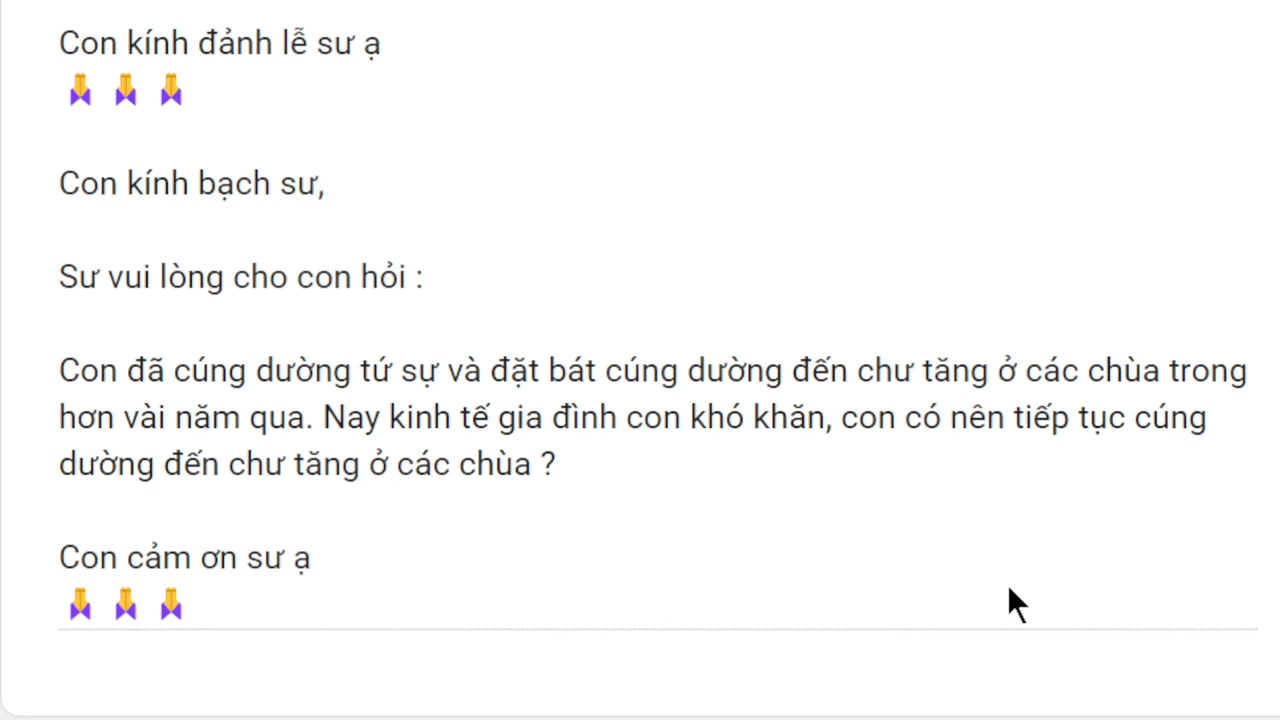 Con kính đảnh lễ sư ạ
🙏 🙏 🙏
Con kính bạch sư,
Sư vui lòng cho con hỏi :
Con đã cúng dường tứ sự và đặt bát cúng dường đến chư tăng ở các chùa trong
hơn vài năm qua. Nay kinh tế gia đình con khó khăn, con có nên tiếp tục cúng
dường đến chư tăng ở các chùa ?
Con cảm ơn sư ạ
🙏 🙏 🙏